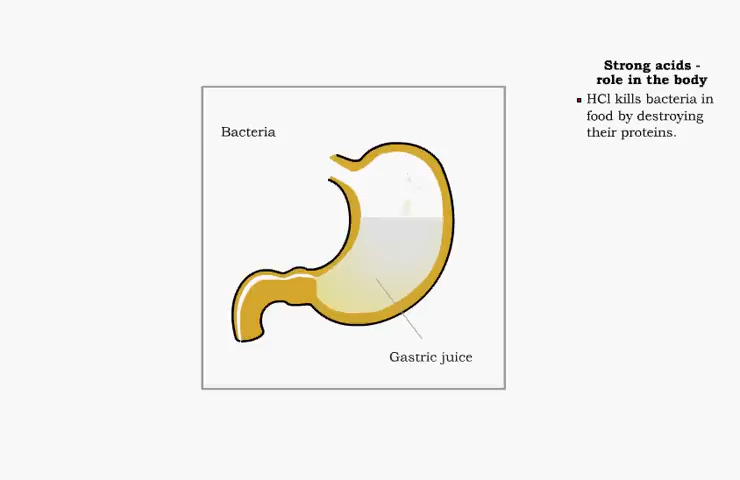 Strong acids -
role in the body
▪ HCl kills bacteria in
food by destroying
their proteins.
Bacteria
Gastric juice